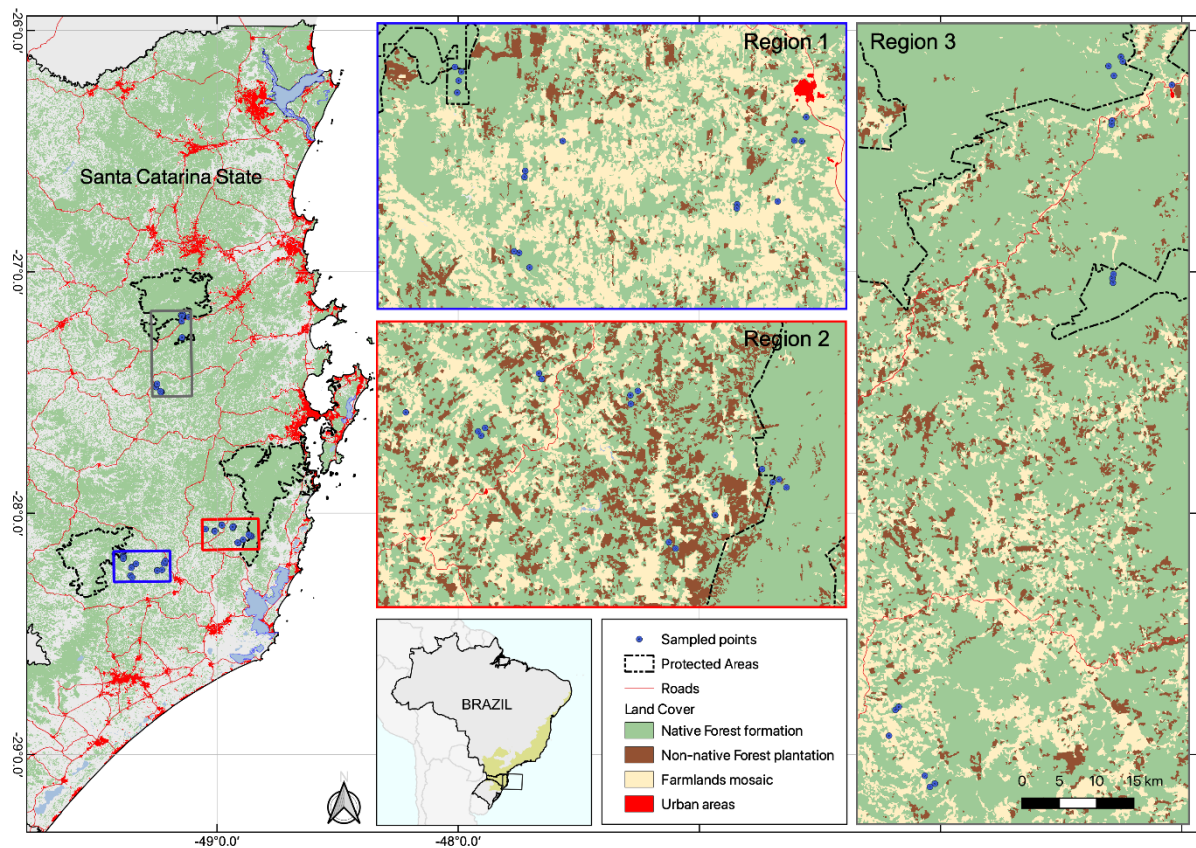 -26°0.0'
-27°0.0'
-28°0.0'
-29°0.0'
Santa Catarina State
N
-49°0.0'
-48°0.0'
Region 1
Region 2
Region 3
BRAZIL
Sampled points
Protected Areas
Roads
Land Cover
Native Forest formation
Non-native Forest plantation
Farmlands mosaic
Urban areas
0 5 10 15 km